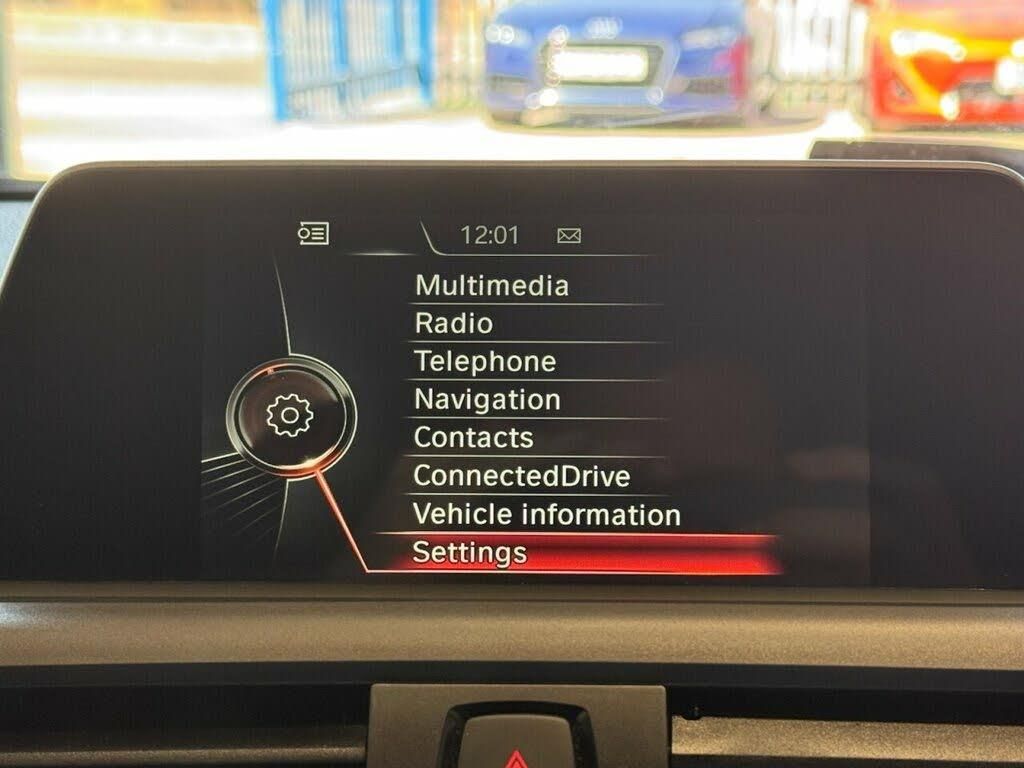 12:01
Multimedia
Radio
Telephone
Navigation
Contacts
ConnectedDrive
Vehicle information
Settings